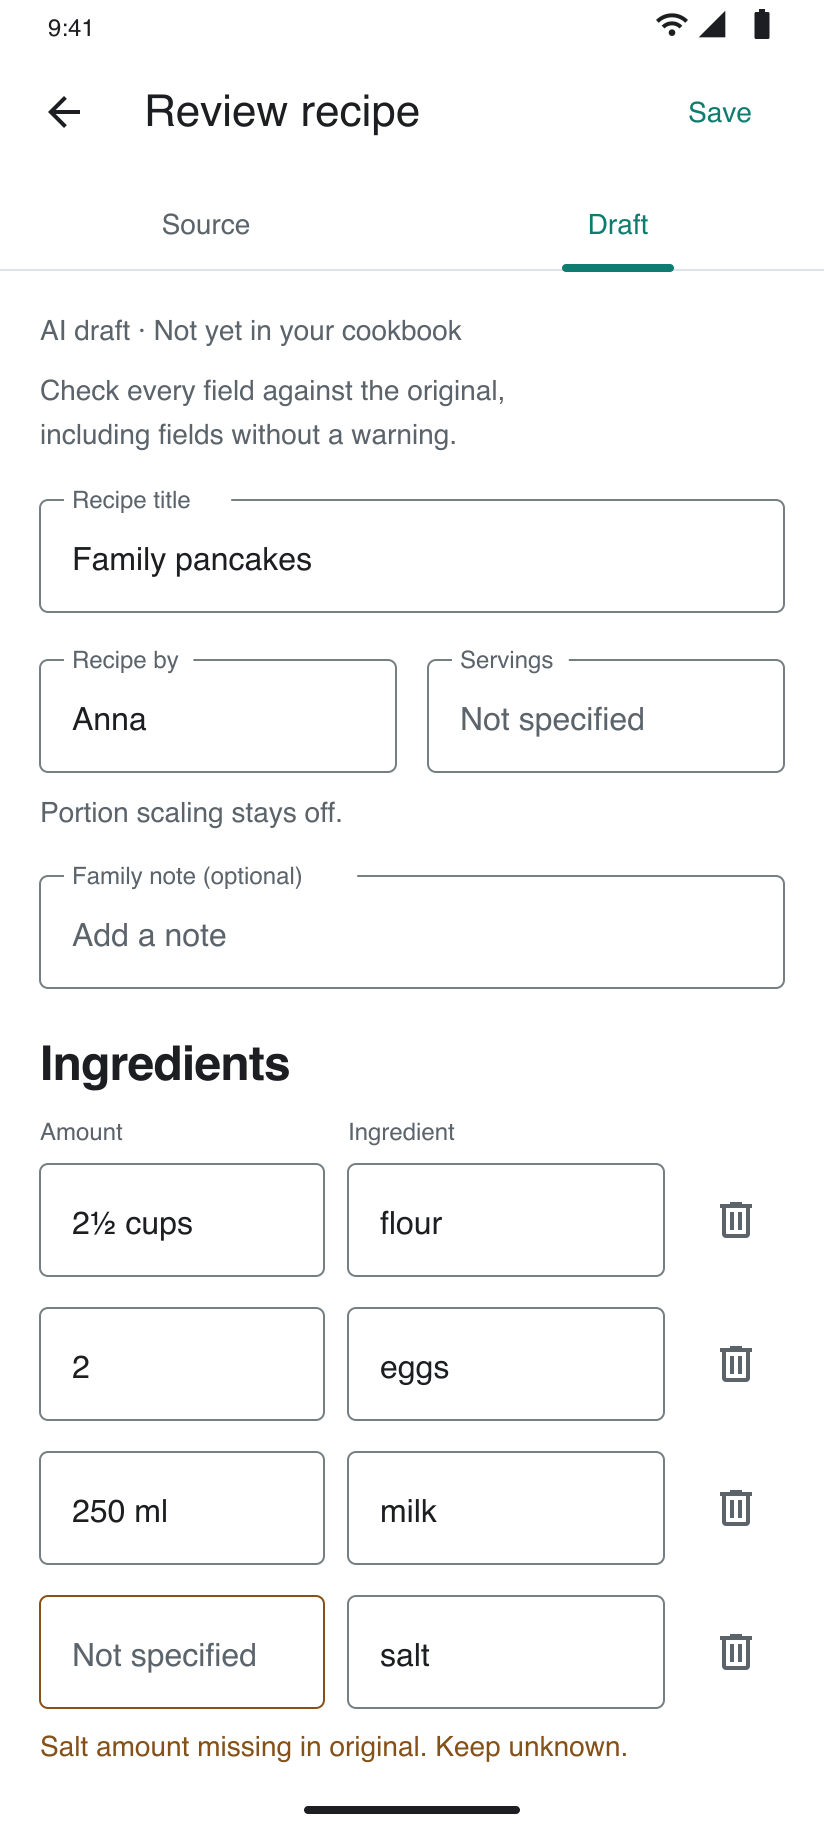 9:41
Review recipe
Save
Source
Draft
AI draft · Not yet in your cookbook
Check every field against the original,
including fields without a warning.
Recipe title
Family pancakes
Recipe by
Servings
Anna
Not specified
Portion scaling stays off.
Family note (optional)
Add a note
Ingredients
Amount
Ingredient
2½ cups
flour
2
eggs
250 ml
milk
Not specified
salt
Salt amount missing in original. Keep unknown.